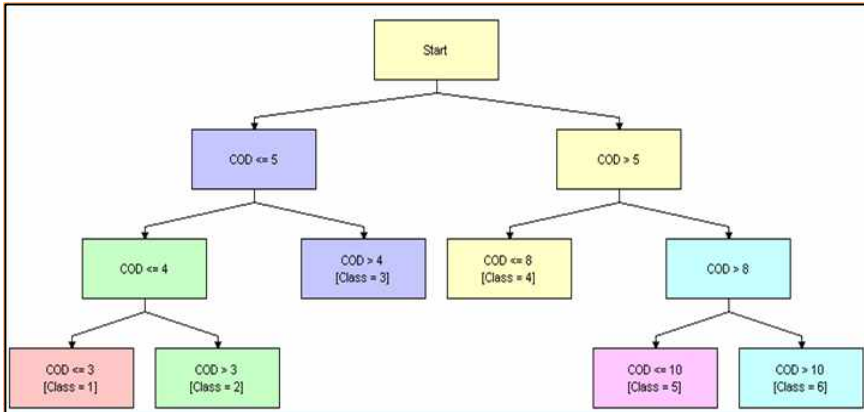 Start
COD <= 5
COD > 5
COD <= 4
COD > 4
[Class = 3]
COD <= 8
[Class = 4]
COD > 8
COD <= 3
[Class = 1]
COD > 3
[Class = 2]
COD <= 10
[Class = 5]
COD > 10
[Class = 6]